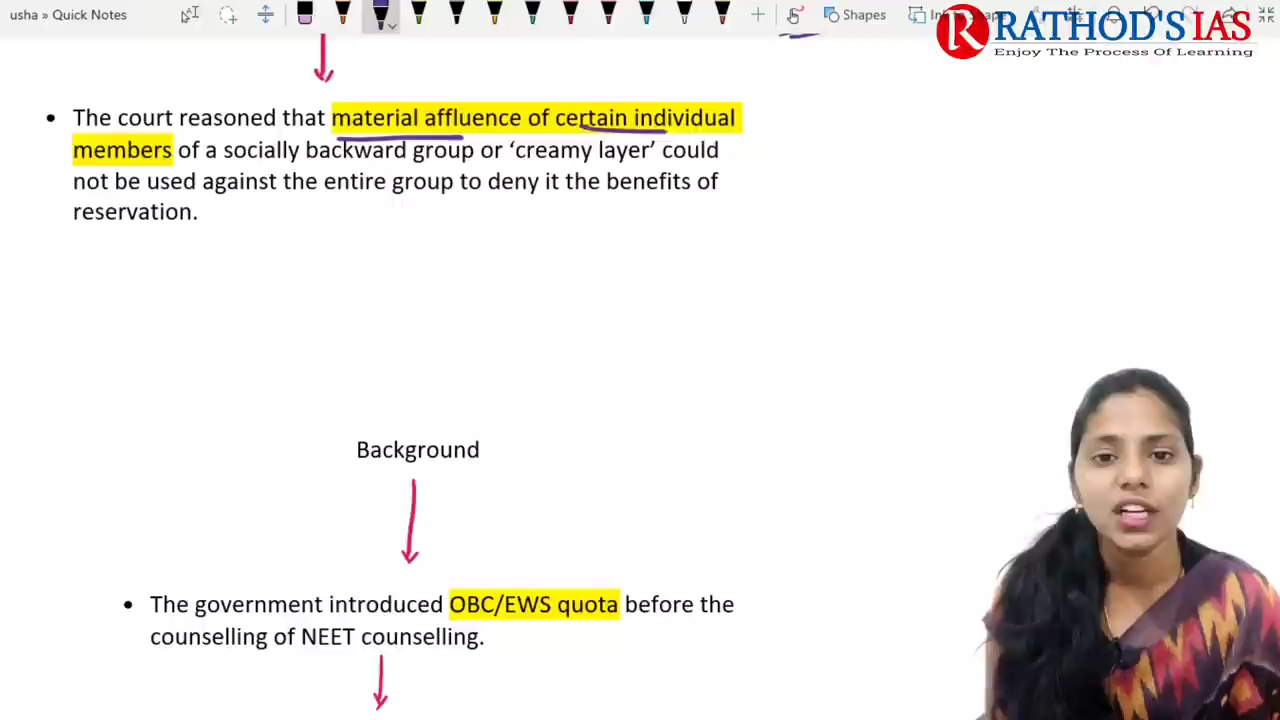 usha » Quick Notes
Shapes
RATHOD'S IAS
Enjoy The Process Of Learning
• The court reasoned that material affluence of certain individual
members of a socially backward group or ‘creamy layer’ could
not be used against the entire group to deny it the benefits of
reservation.
Background
• The government introduced OBC/EWS quota before the
counselling of NEET counselling.